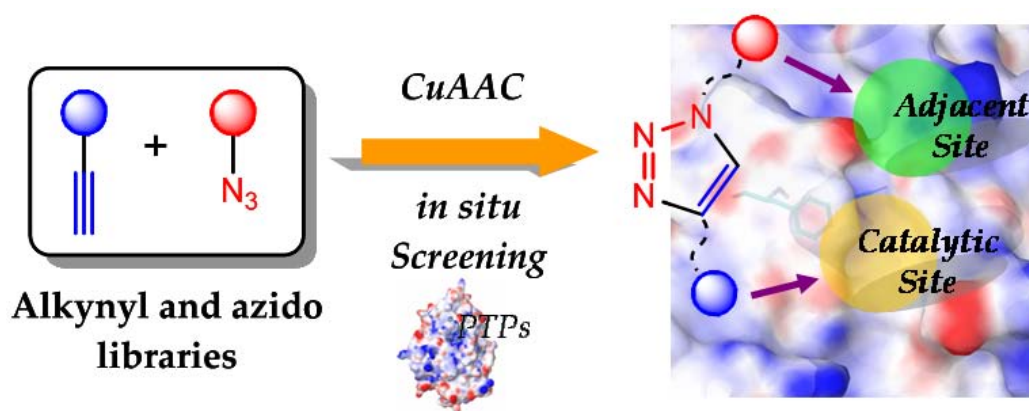 +
N3
Alkynyl and azido
libraries
CuAAC
in situ
Screening
PTPs
N
N
N
Adjacent
Site
Catalytic
Site